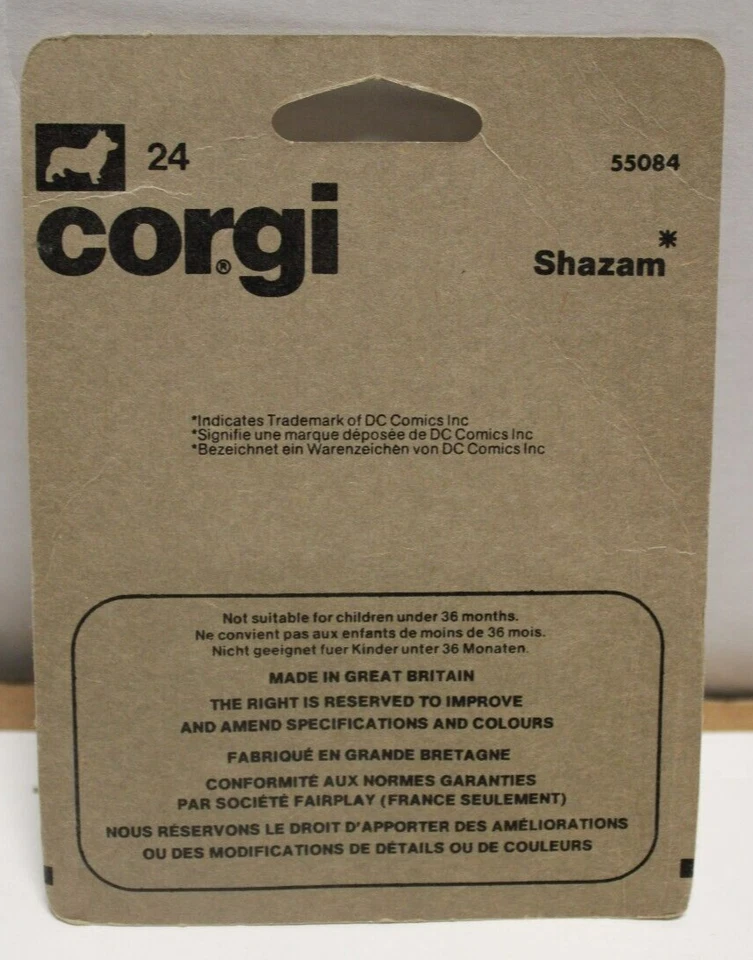 24
55084
corgi®
Shazam*
*Indicates Trademark of DC Comics Inc
*Signifie une marque déposée de DC Comics Inc
*Bezeichnet ein Warenzeichen von DC Comics Inc
Not suitable for children under 36 months.
Ne convient pas aux enfants de moins de 36 mois.
Nicht geeignet fuer Kinder unter 36 Monaten.
MADE IN GREAT BRITAIN
THE RIGHT IS RESERVED TO IMPROVE
AND AMEND SPECIFICATIONS AND COLOURS
FABRIQUÉ EN GRANDE BRETAGNE
CONFORMITÉ AUX NORMES GARANTIES
PAR SOCIÉTÉ FAIRPLAY (FRANCE SEULEMENT)
NOUS RÉSERVONS LE DROIT D'APPORTER DES AMÉLIORATIONS
OU DES MODIFICATIONS DE DÉTAILS OU DE COULEURS